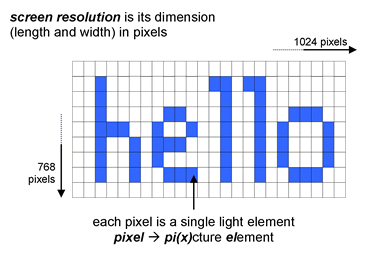 screen resolution is its dimension
(length and width) in pixels
1024 pixels
hello
768
pixels
each pixel is a single light element
pixel → pi(x)cture element